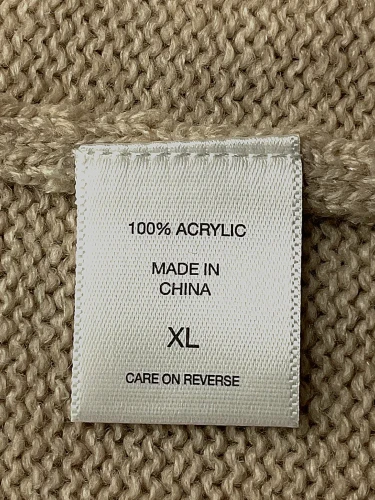 100% ACRYLIC
MADE IN
CHINA
XL
CARE ON REVERSE